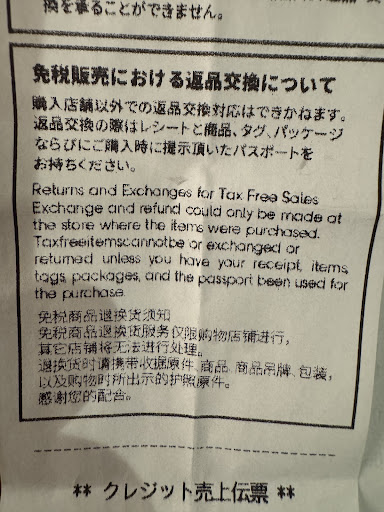 換を承ることができません。
免税販売における返品交換について
購入店舗以外での返品交換対応はできかねます。
返品交換の際はレシートと商品、タグ、パッケージ
ならびにご購入時に提示頂いたパスポートを
お持ちください。
Returns and Exchanges for Tax Free Sales
Exchange and refund could only be made at
the store where the items were purchased.
Taxfreeitemscannotbe or exchanged or
returned unless you have your receipt, items,
tags, packages, and the passport been used for
the purchase.
免税商品退换货须知
免税商品退换货服务仅限购物店铺进行,
其它店铺将无法进行处理。
退换货时请携带收据原件、商品、商品吊牌、包装,
以及购物时所出示的护照原件。
感谢您的配合。
** クレジット売上伝票 **